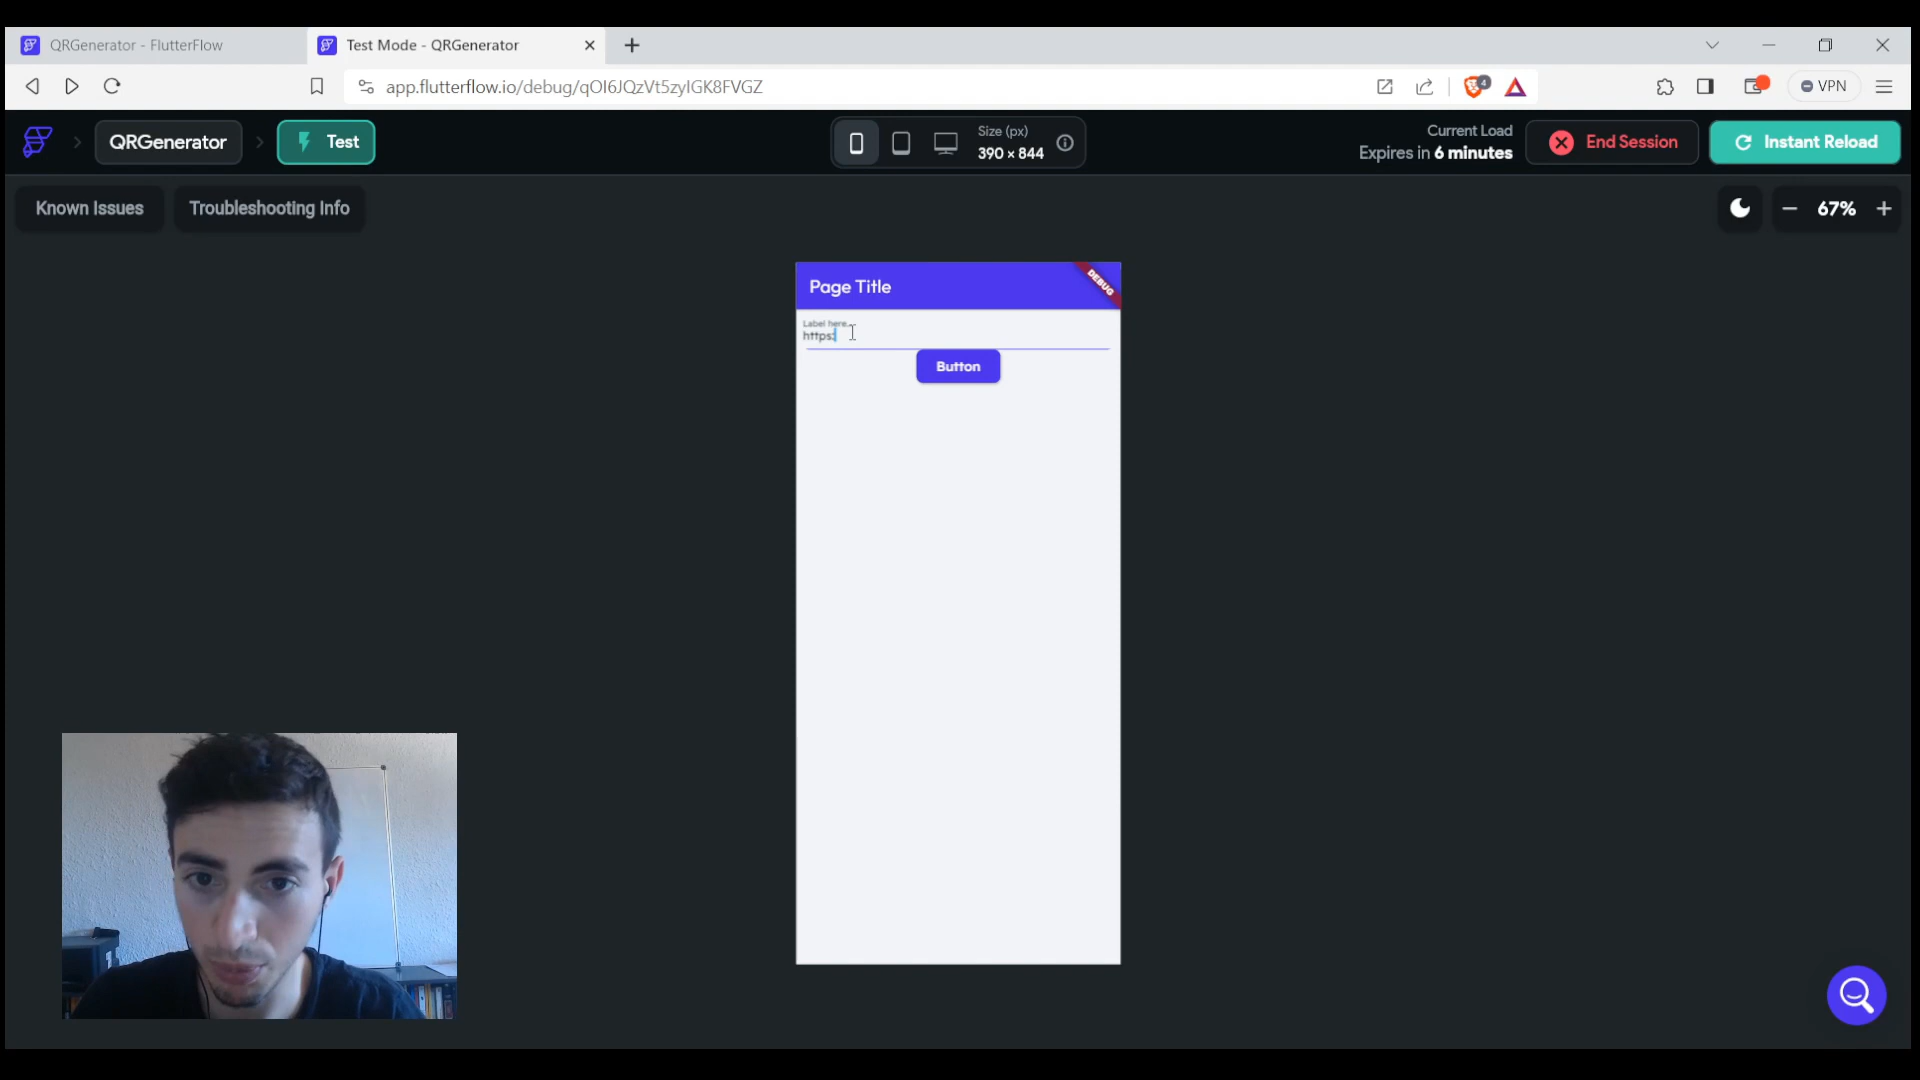 QRGenerator - FlutterFlow
Test Mode - QRGenerator
app.flutterflow.io/debug/qOI6JQzVt5zyIGK8FVGZ
4
VPN
QRGenerator
Test
Size (px)
390 × 844
Current Load
Expires in 6 minutes
End Session
Instant Reload
Known Issues
Troubleshooting Info
67%
Page Title
DEBUG
Label here...
https:
Button